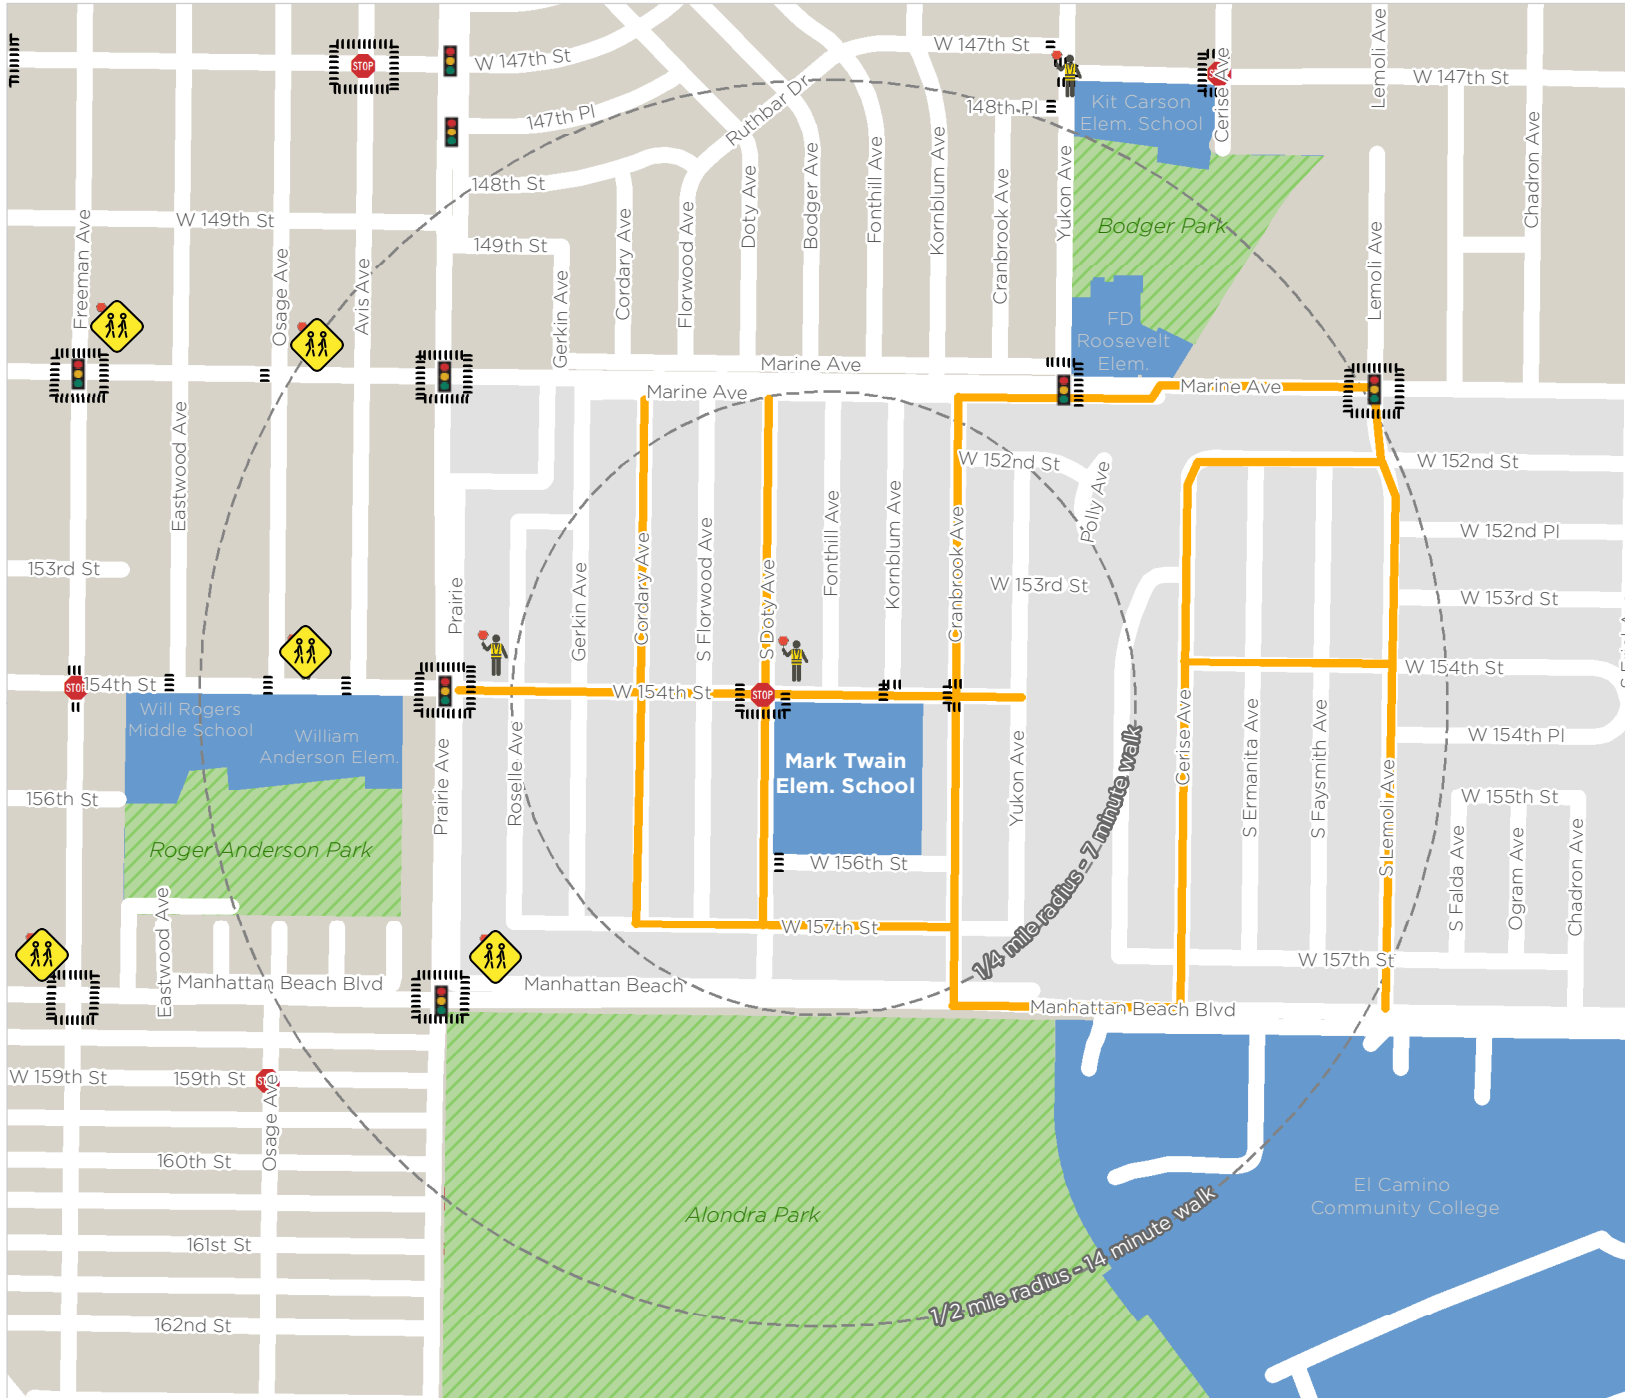 W 147th St
W 147th St
W 147th St
STOP
Lemoli Ave
Cerise Ave
147th Pl
Ruthbar Dr
148th Pl
Kit Carson
Elem. School
148th St
W 149th St
149th St
Freeman Ave
Osage Ave
Avis Ave
Gerkin Ave
Cordary Ave
Florwood Ave
Doty Ave
Bodger Ave
Fonthill Ave
Kornblum Ave
Cranbrook Ave
Yukon Ave
Bodger Park
Lemoli Ave
Chadron Ave
FD
Roosevelt
Elem.
Marine Ave
Marine Ave
Marine Ave
Eastwood Ave
W 152nd St
Polly Ave
W 152nd St
W 152nd Pl
153rd St
Prairie
Gerkin Ave
Cordary Ave
S Florwood Ave
S Doty Ave
Fonthill Ave
Kornblum Ave
Cranbrook Ave
W 153rd St
W 153rd St
STOP
154th St
W 154th St
STOP
W 154th St
Will Rogers
Middle School
William
Anderson Elem.
Prairie Ave
Roselle Ave
Mark Twain
Elem. School
Yukon Ave
1/4 mile radius - 7 minute walk
Cerise Ave
S Ermanita Ave
S Faysmith Ave
S Lemoli Ave
W 154th Pl
W 155th St
S Falda Ave
Ogram Ave
Chadron Ave
156th St
Roger Anderson Park
W 156th St
Eastwood Ave
W 157th St
W 157th St
Manhattan Beach Blvd
Manhattan Beach
Manhattan Beach Blvd
W 159th St
159th St
Osage Ave
160th St
Alondra Park
1/2 mile radius - 14 minute walk
El Camino
Community College
161st St
162nd St